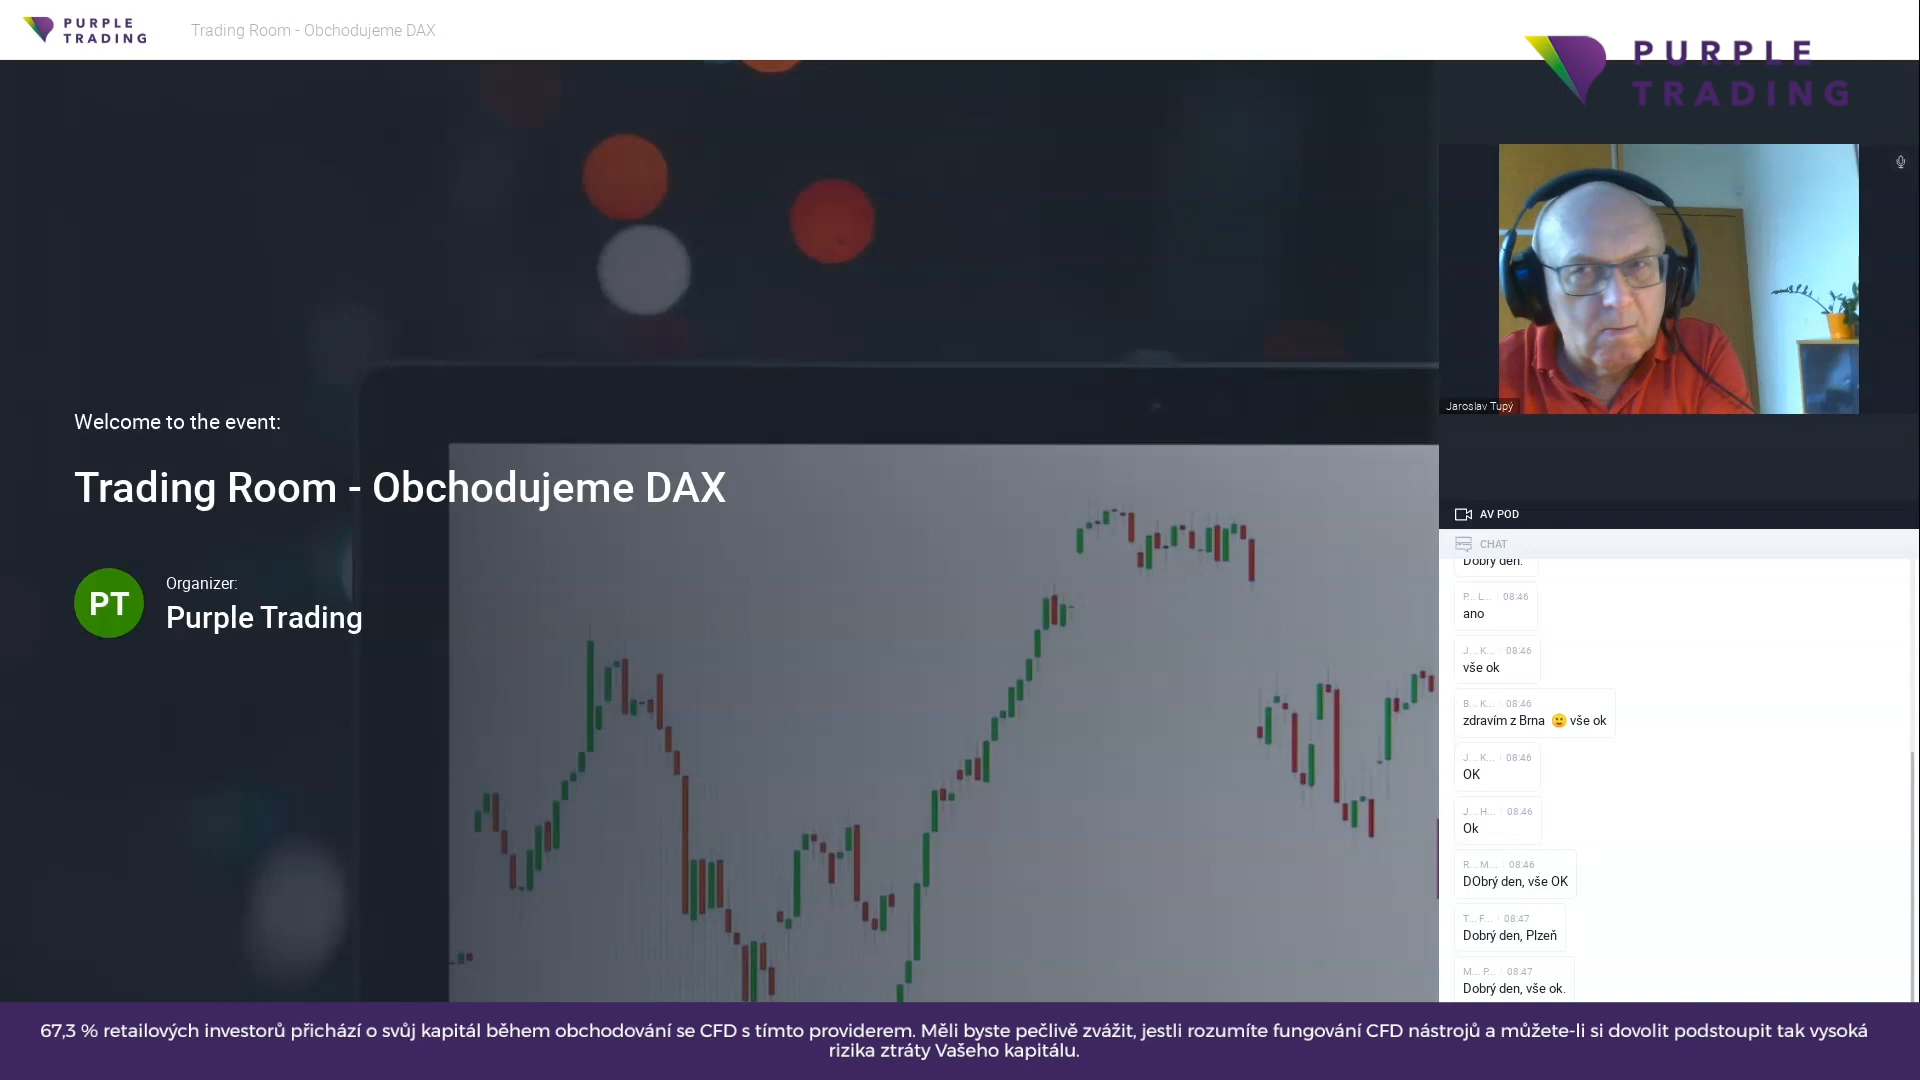 PURPLE
TRADING
Trading Room - Obchodujeme DAX
PURPLE
TRADING
Welcome to the event:
Trading Room - Obchodujeme DAX
PT
Organizer:
Purple Trading
Jaroslav Tupý
AV POD
CHAT
Dobrý den.
P... L... 08:46
ano
J... K... 08:46
vše ok
B... K... 08:46
zdravím z Brna 🙂 vše ok
J... K... 08:46
OK
J... H... 08:46
Ok
R... M... 08:46
DObrý den, vše OK
T... F... 08:47
Dobrý den, Plzeň
M... P... 08:47
Dobrý den, vše ok.
67,3 % retailových investorů přichází o svůj kapitál během obchodování se CFD s tímto providerem. Měli byste pečlivě zvážit, jestli rozumíte fungování CFD nástrojů a můžete-li si dovolit podstoupit tak vysoká
rizika ztráty Vašeho kapitálu.